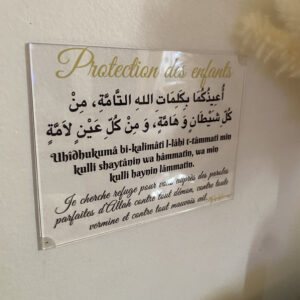 Protection des enfants
أُعِيذُكُمَا بِكَلِمَاتِ اللهِ التَّامَّةِ، مِنْ
كُلِّ شَيْطَانٍ وَ هَامَّةٍ، وَ مِنْ كُلِّ عَيْنٍ لَامَّةٍ
U'îdhukumâ bi-kalimâti l-lâhi t-tâmmati min
kulli shaytânin wa hâmmatin, wa min
kulli 'aynin lâmmatin.
Je cherche refuge pour vous auprès des paroles
parfaites d'Allah contre tout démon, contre toute
vermine et contre tout mauvais œil.